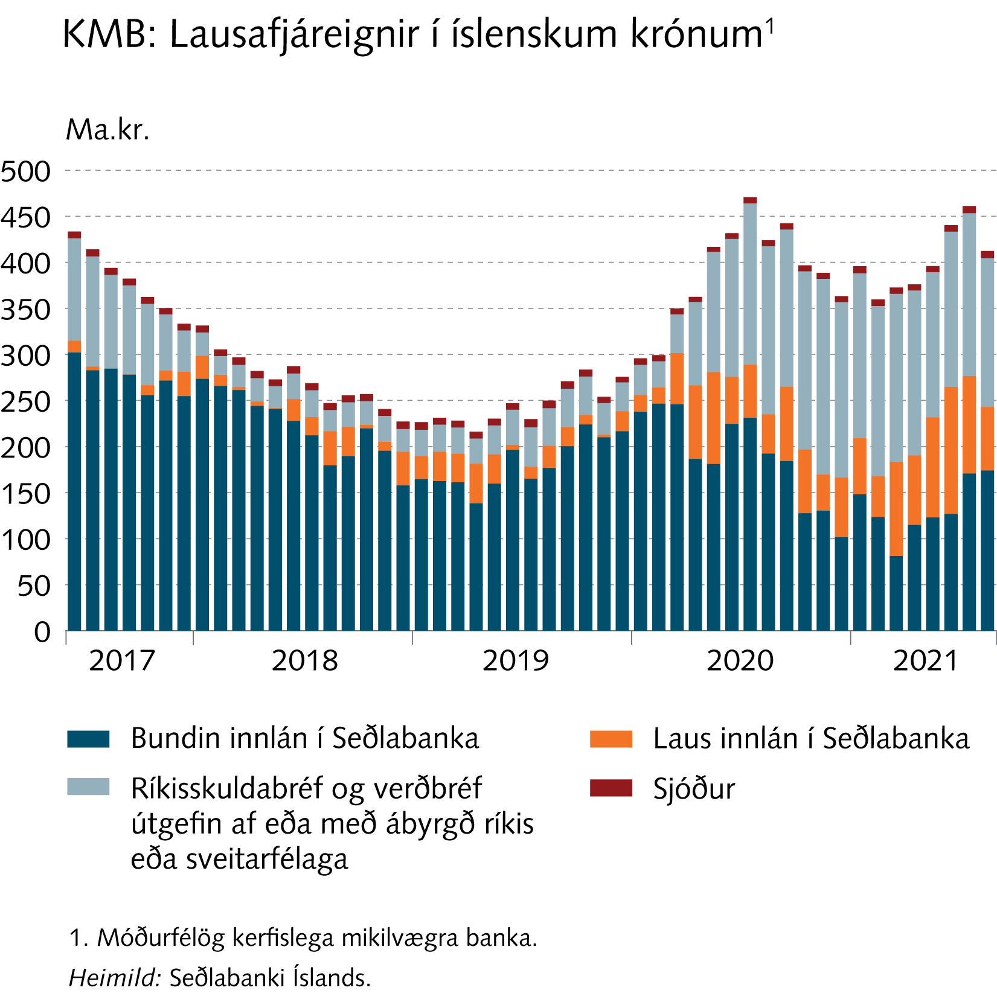 KMB: Lausafjáreignir í íslenskum krónum¹
Ma.kr.
500
450
400
350
300
250
200
150
100
50
0
2017 2018 2019 2020 2021
Bundin innlán í Seðlabanka
Laus innlán í Seðlabanka
Ríkisskuldabréf og verðbréf
útgefin af eða með ábyrgð ríkis
eða sveitarfélaga
Sjóður
1. Móðurfélög kerfislega mikilvægra banka.
Heimild: Seðlabanki Íslands.